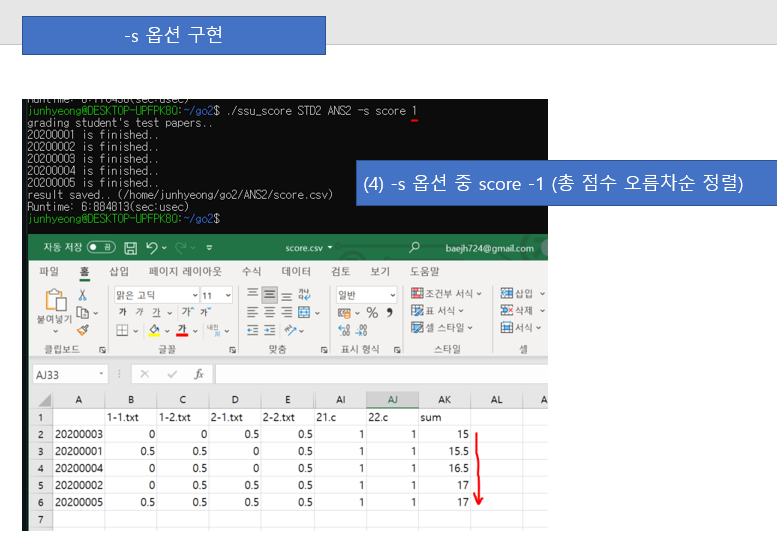 -s 옵션 구현
junhyeong@DESKTOP-UPFPK8O:~/go2$ ./ssu_score STD2 ANS2 -s score 1
grading student's test papers..
20200001 is finished..
20200002 is finished..
20200003 is finished..
20200004 is finished..
20200005 is finished..
result saved.. (/home/junhyeong/go2/ANS2/score.csv)
Runtime: 6:884813(sec:usec)
junhyeong@DESKTOP-UPFPK8O:~/go2$
(4) -s 옵션 중 score -1 (총 점수 오름차순 정렬)
자동 저장 끔 score.csv baejh724@gmail.com
파일 홈 삽입 페이지 레이아웃 수식 데이터 검토 보기 도움말
맑은 고딕 11 일반 조건부 서식 삽입
붙여넣기 가 가 가 가 가 % 표 서식 삭제
가 내천 셀 스타일 서식
클립보드 글꼴 맞춤 표시 형식 스타일 셀
AJ33 fx
A B C D E AI AJ AK AL
1 1-1.txt 1-2.txt 2-1.txt 2-2.txt 21.c 22.c sum
2 20200003 0 0 0.5 0.5 1 1 15
3 20200001 0.5 0.5 0 0.5 1 1 15.5
4 20200004 0 0.5 0 0.5 1 1 16.5
5 20200002 0 0.5 0.5 0.5 1 1 17
6 20200005 0.5 0.5 0.5 0.5 1 1 17
7